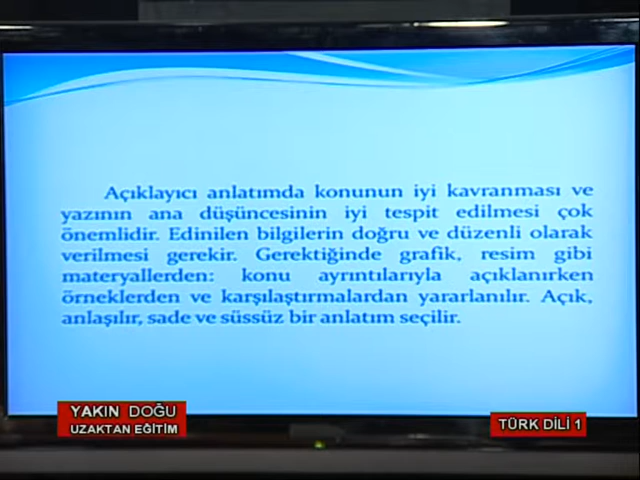 Açıklayıcı anlatımda konunun iyi kavranması ve
yazının ana düşüncesinin iyi tespit edilmesi çok
önemlidir. Edinilen bilgilerin doğru ve düzenli olarak
verilmesi gerekir. Gerektiğinde grafik, resim gibi
materyallerden: konu ayrıntılarıyla açıklanırken
örneklerden ve karşılaştırmalardan yararlanılır. Açık,
anlaşılır, sade ve süssüz bir anlatım seçilir.
YAKIN DOĞU
UZAKTAN EĞİTİM
TÜRK DİLİ 1